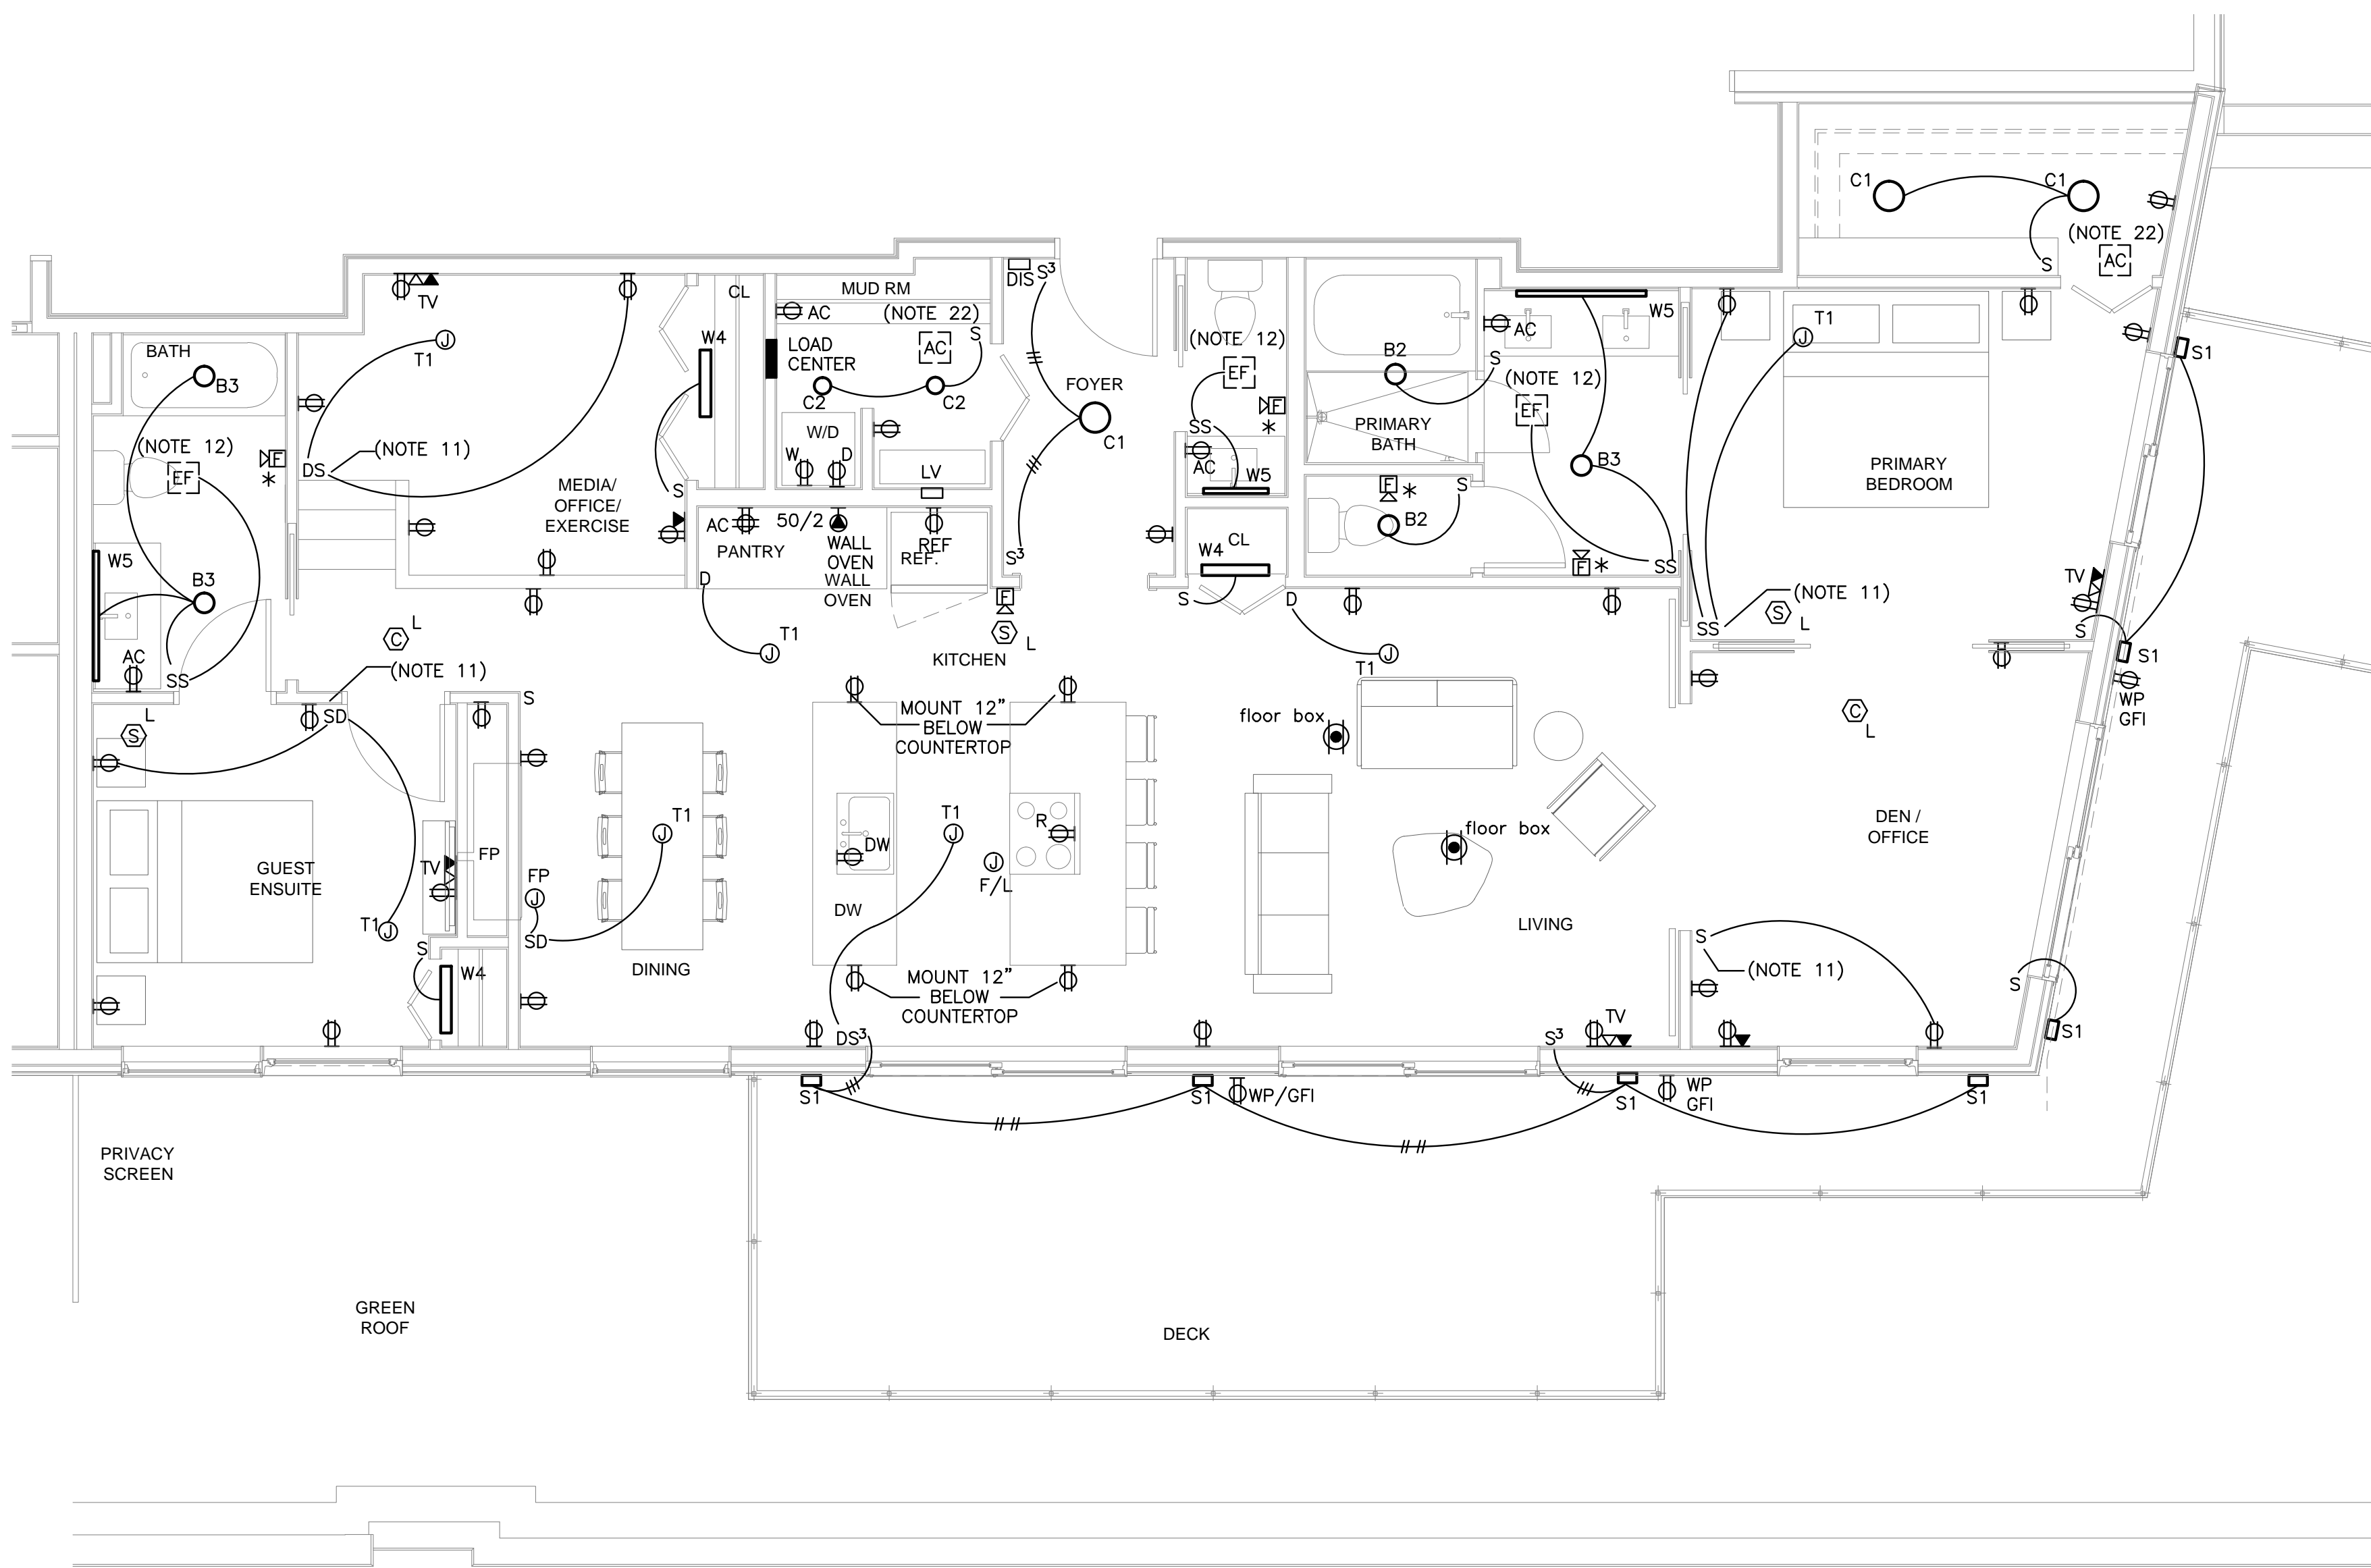 C1
C1
(NOTE 22)
AC
S
DIS
S³
MUD RM
CL
TV
AC
(NOTE 22)
S
AC
LOAD
CENTER
W4
T1
J
BATH
B3
C2
C2
FOYER
C1
W/D
W
D
LV
(NOTE 12)
EF
F
*
SS
AC
W5
B2
S
AC
W5
(NOTE 12)
EF
PRIMARY
BATH
B3
T1
J
S1
PRIMARY
BEDROOM
(NOTE 12)
EF
F
*
DS
(NOTE 11)
MEDIA/
OFFICE/
EXERCISE
S
AC
PANTRY
50/2
WALL
OVEN
WALL
OVEN
REF
REF.
S³
F
W4
CL
F
*
S
B2
F
*
SS
W5
B3
AC
SS
C
L
(NOTE 11)
D
T1
J
S
L
KITCHEN
S
D
T1
J
SS
(NOTE 11)
S
L
TV
S
S1
WP
GFI
L
S
SD
S
MOUNT 12”
BELOW
COUNTERTOP
floor box
C
L
GUEST
ENSUITE
TV
FP
FP
J
SD
T1
J
T1
J
DW
DW
T1
J
J
F/L
R
floor box
DEN /
OFFICE
T1
J
S
W4
DINING
MOUNT 12”
BELOW
COUNTERTOP
LIVING
S
(NOTE 11)
S
S1
DS³
S³
TV
S1
S1
WP/GFI
S1
WP
GFI
S1
PRIVACY
SCREEN
GREEN
ROOF
DECK